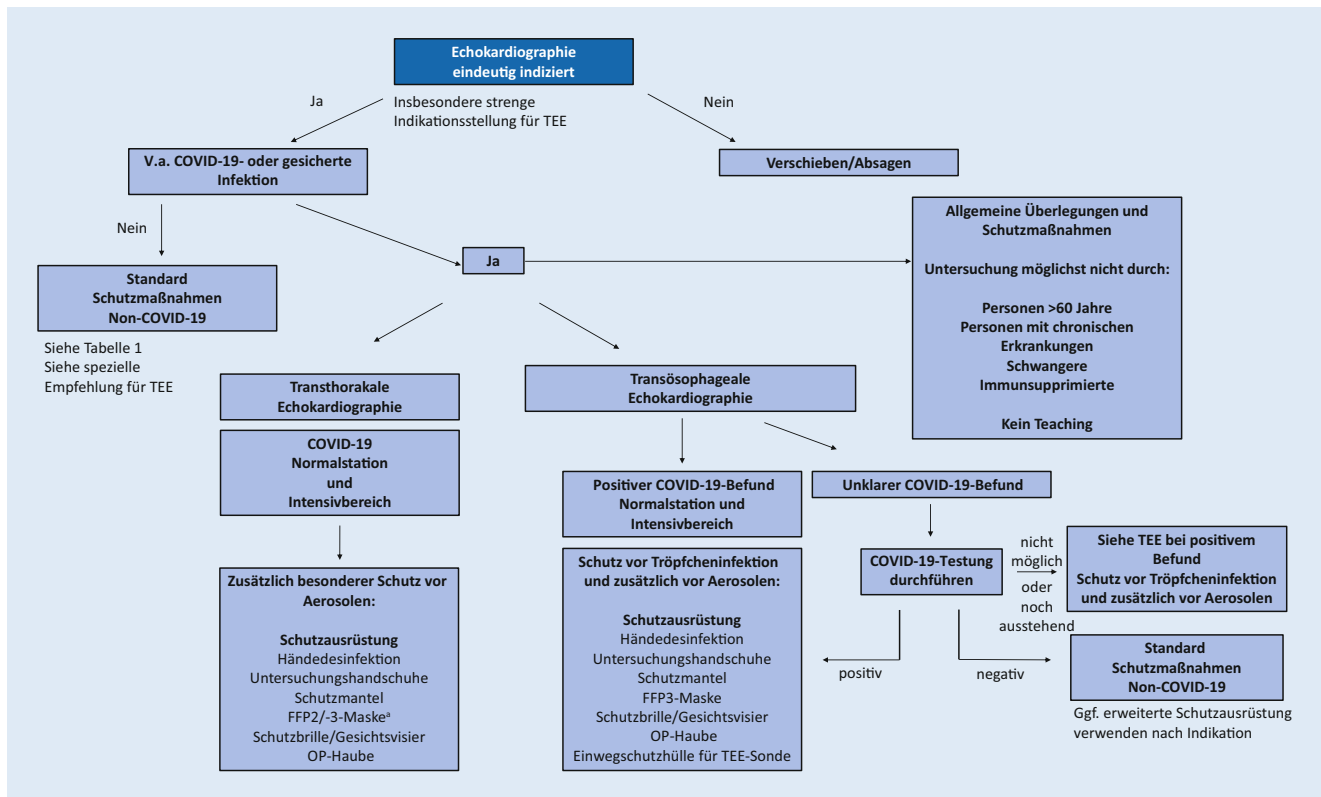 Echokardiographie
eindeutig indiziert
Ja
Insbesondere strenge
Indikationsstellung für TEE
Nein
V.a. COVID-19- oder gesicherte
Infektion
Verschieben/Absagen
Nein
Ja
Allgemeine Überlegungen und
Schutzmaßnahmen
Untersuchung möglichst nicht durch:
Personen >60 Jahre
Personen mit chronischen
Erkrankungen
Schwangere
Immunsupprimierte
Kein Teaching
Standard
Schutzmaßnahmen
Non-COVID-19
Siehe Tabelle 1
Siehe spezielle
Empfehlung für TEE
Transthorakale
Echokardiographie
COVID-19
Normalstation
und
Intensivbereich
Zusätzlich besonderer Schutz vor
Aerosolen:
Schutzausrüstung
Händedesinfektion
Untersuchungshandschuhe
Schutzmantel
FFP2/-3-Maskeᵃ
Schutzbrille/Gesichtsvisier
OP-Haube
Transösophageale
Echokardiographie
Positiver COVID-19-Befund
Normalstation und
Intensivbereich
Schutz vor Tröpfcheninfektion
und zusätzlich vor Aerosolen:
Schutzausrüstung
Händedesinfektion
Untersuchungshandschuhe
Schutzmantel
FFP3-Maske
Schutzbrille/Gesichtsvisier
OP-Haube
Einwegschutzhülle für TEE-Sonde
Unklarer COVID-19-Befund
COVID-19-Testung
durchführen
nicht
möglich
oder
noch
ausstehend
Siehe TEE bei positivem
Befund
Schutz vor Tröpfcheninfektion
und zusätzlich vor Aerosolen
positiv
negativ
Standard
Schutzmaßnahmen
Non-COVID-19
Ggf. erweiterte Schutzausrüstung
verwenden nach Indikation